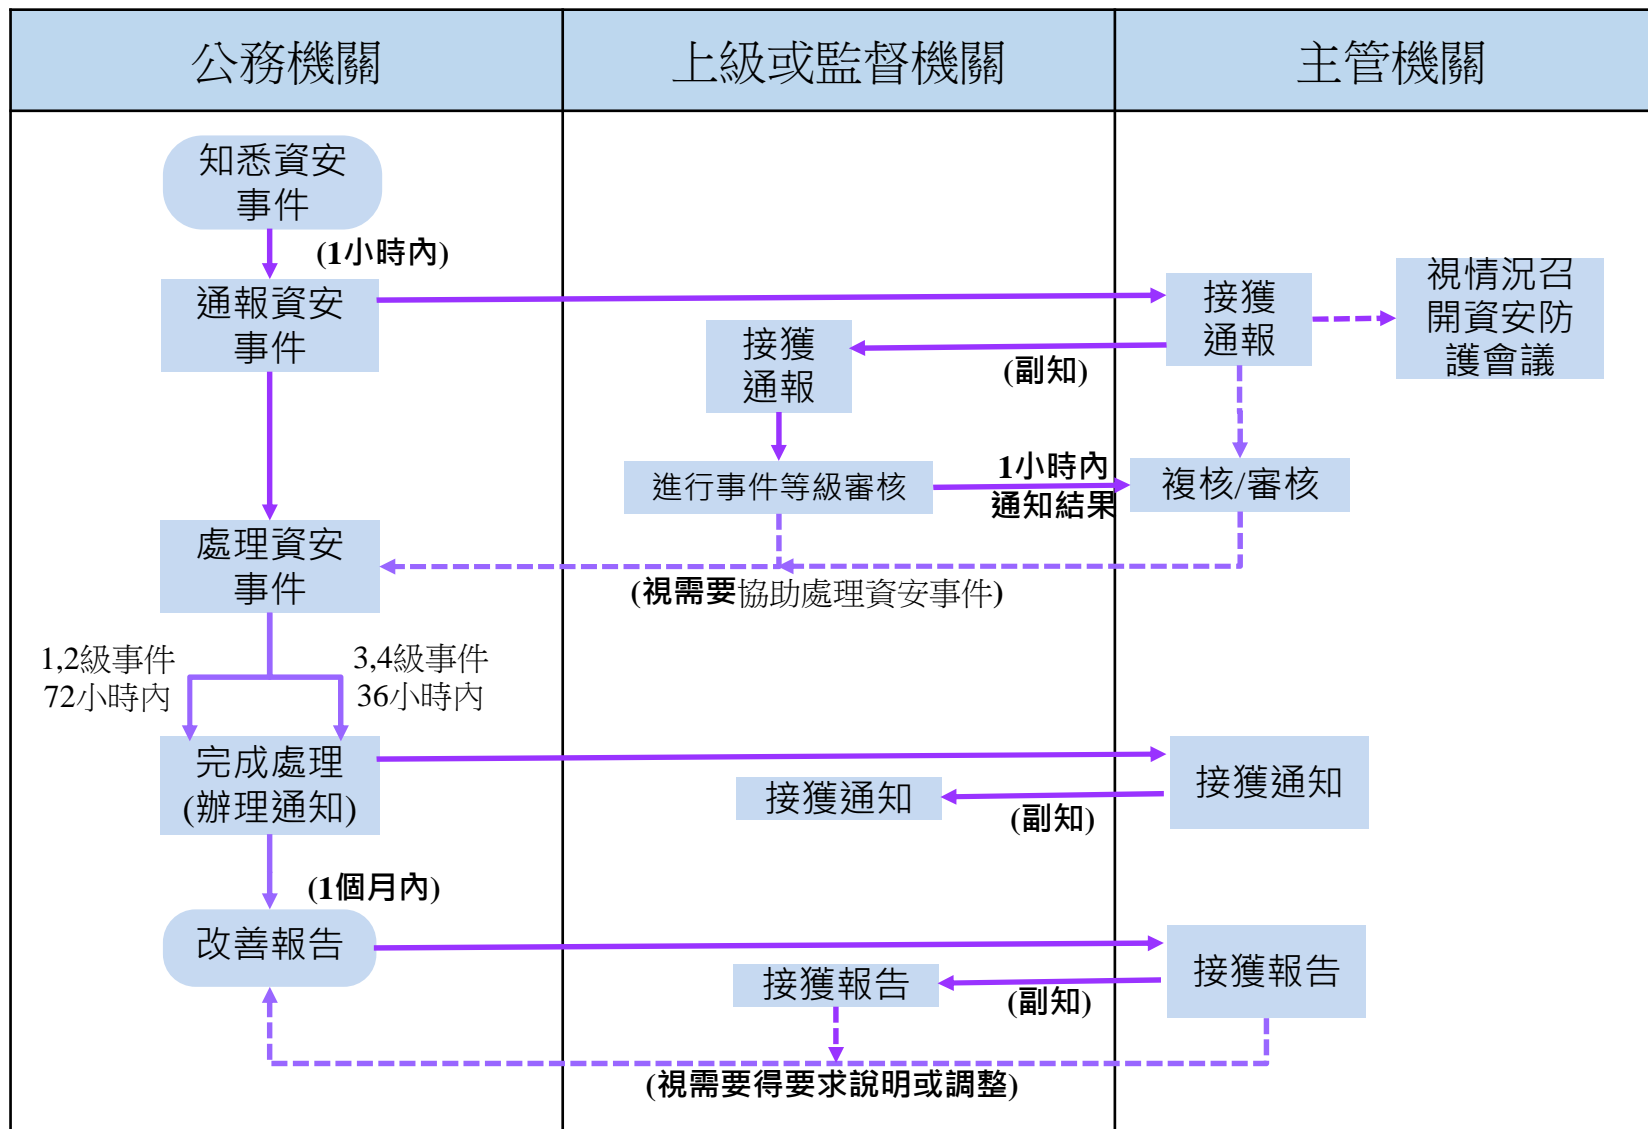 公務機關
上級或監督機關
主管機關
知悉資安
事件
(1小時內)
通報資安
事件
接獲
通報
(副知)
接獲
通報
視情況召
開資安防
護會議
進行事件等級審核
1小時內
通知結果
複核/審核
處理資安
事件
(視需要協助處理資安事件)
1,2級事件
72小時內
3,4級事件
36小時內
完成處理
(辦理通知)
接獲通知
(副知)
接獲通知
(1個月內)
改善報告
接獲報告
(副知)
接獲報告
(視需要得要求說明或調整)